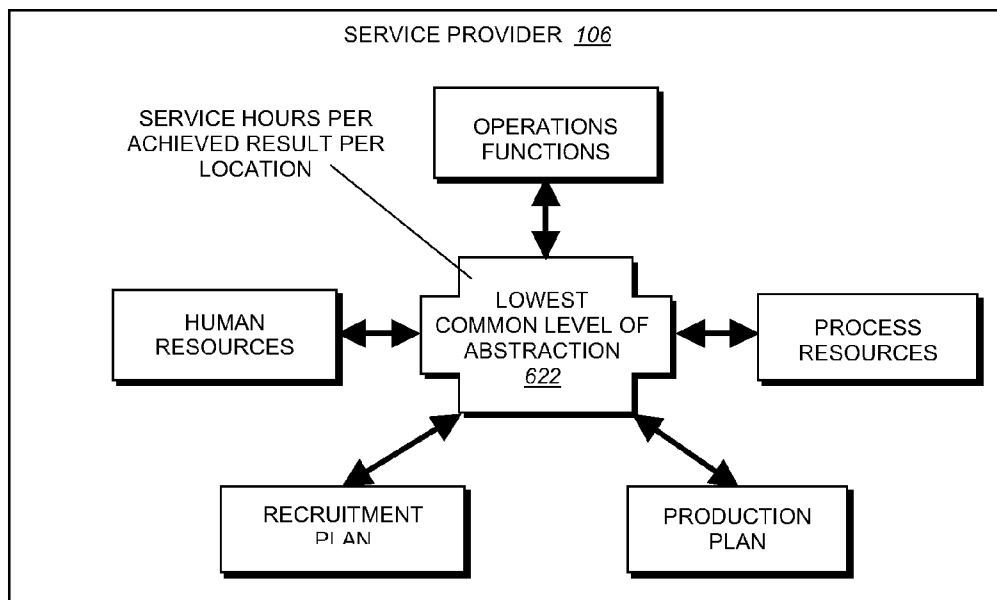 SERVICE PROVIDER 106
SERVICE HOURS PER
ACHIEVED RESULT PER
LOCATION
OPERATIONS
FUNCTIONS
HUMAN
RESOURCES
LOWEST
COMMON LEVEL OF
ABSTRACTION
622
PROCESS
RESOURCES
RECRUITMENT
PLAN
PRODUCTION
PLAN